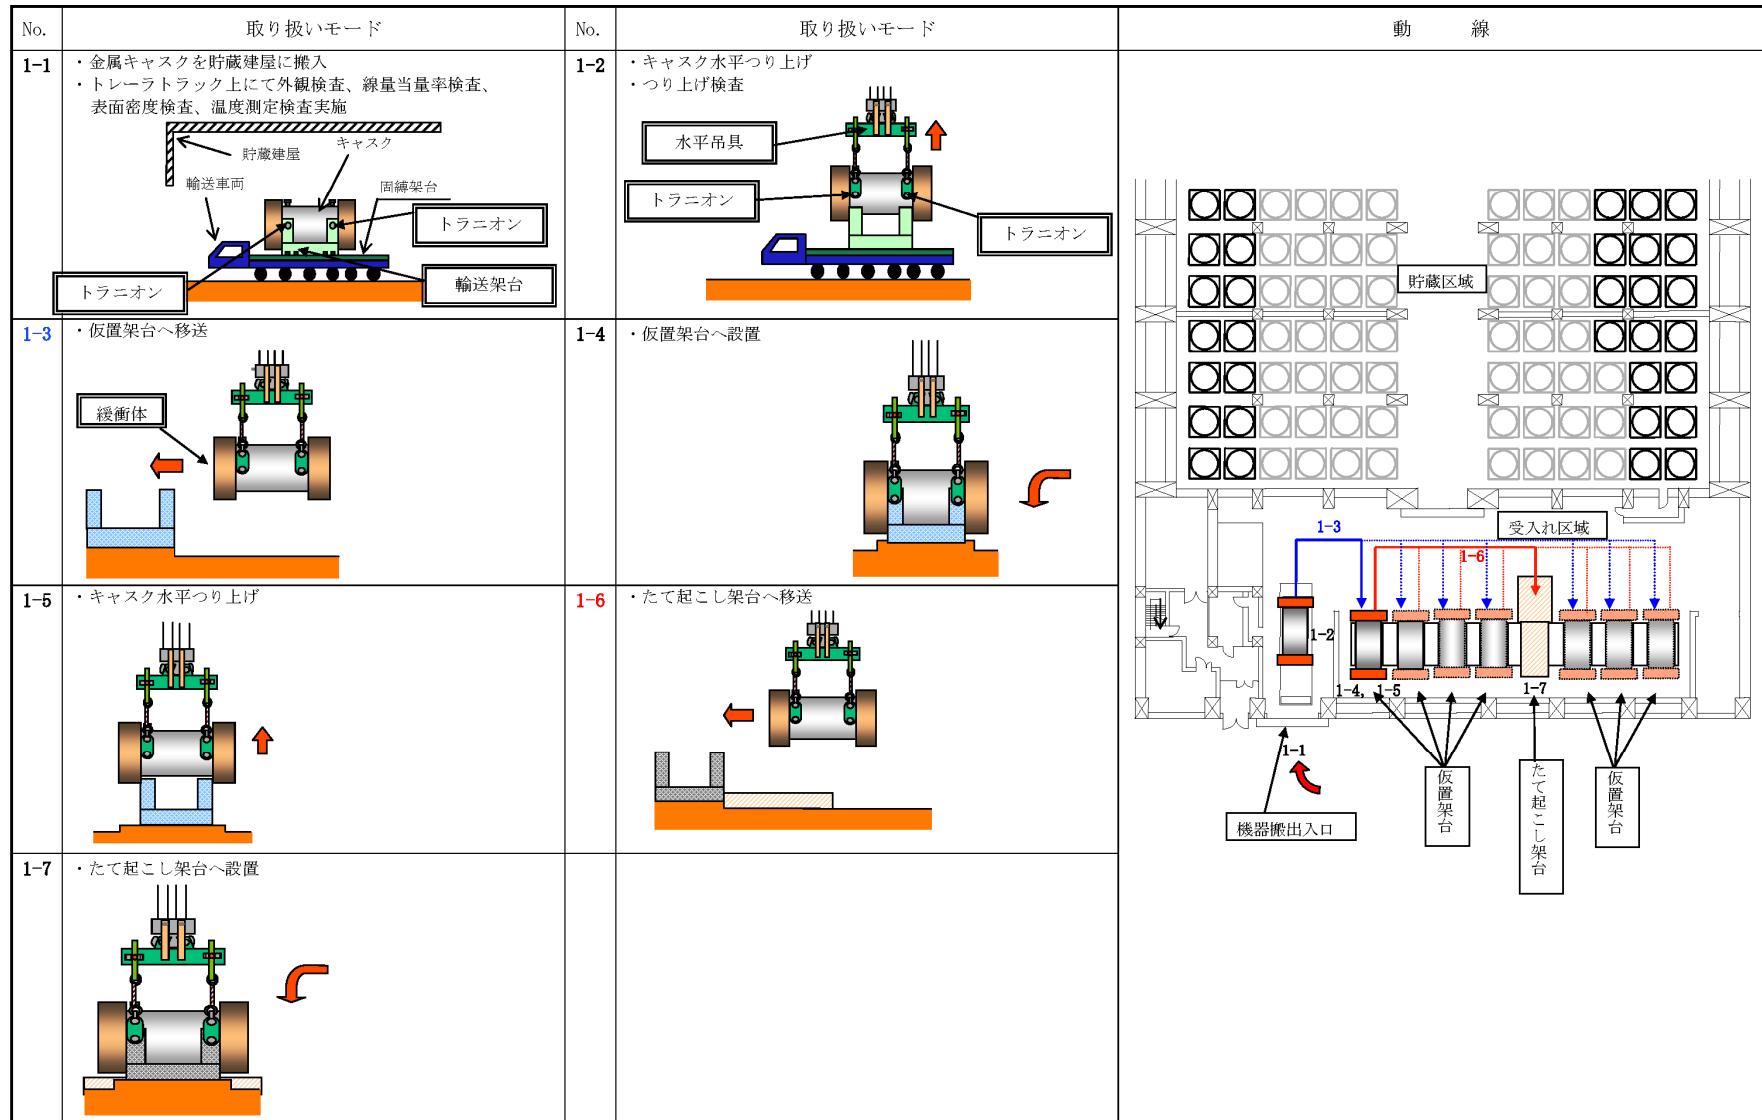 No.
取り扱いモード
No.
取り扱いモード
動　線
1-1
・金属キャスクを貯蔵建屋に搬入
・トレーラトラック上にて外観検査、線量当量率検査、
表面密度検査、温度測定検査実施
貯蔵建屋
キャスク
輸送車両
固縛架台
トラニオン
トラニオン
輸送架台
1-2
・キャスク水平つり上げ
・つり上げ検査
水平吊具
トラニオン
トラニオン
1-3
・仮置架台へ移送
緩衝体
1-4
・仮置架台へ設置
1-5
・キャスク水平つり上げ
1-6
・たて起こし架台へ移送
1-7
・たて起こし架台へ設置
貯蔵区域
受入れ区域
1-3
1-6
1-2
1-4, 1-5
1-7
1-1
機器搬出入口
仮置架台
たて起こし架台
仮置架台